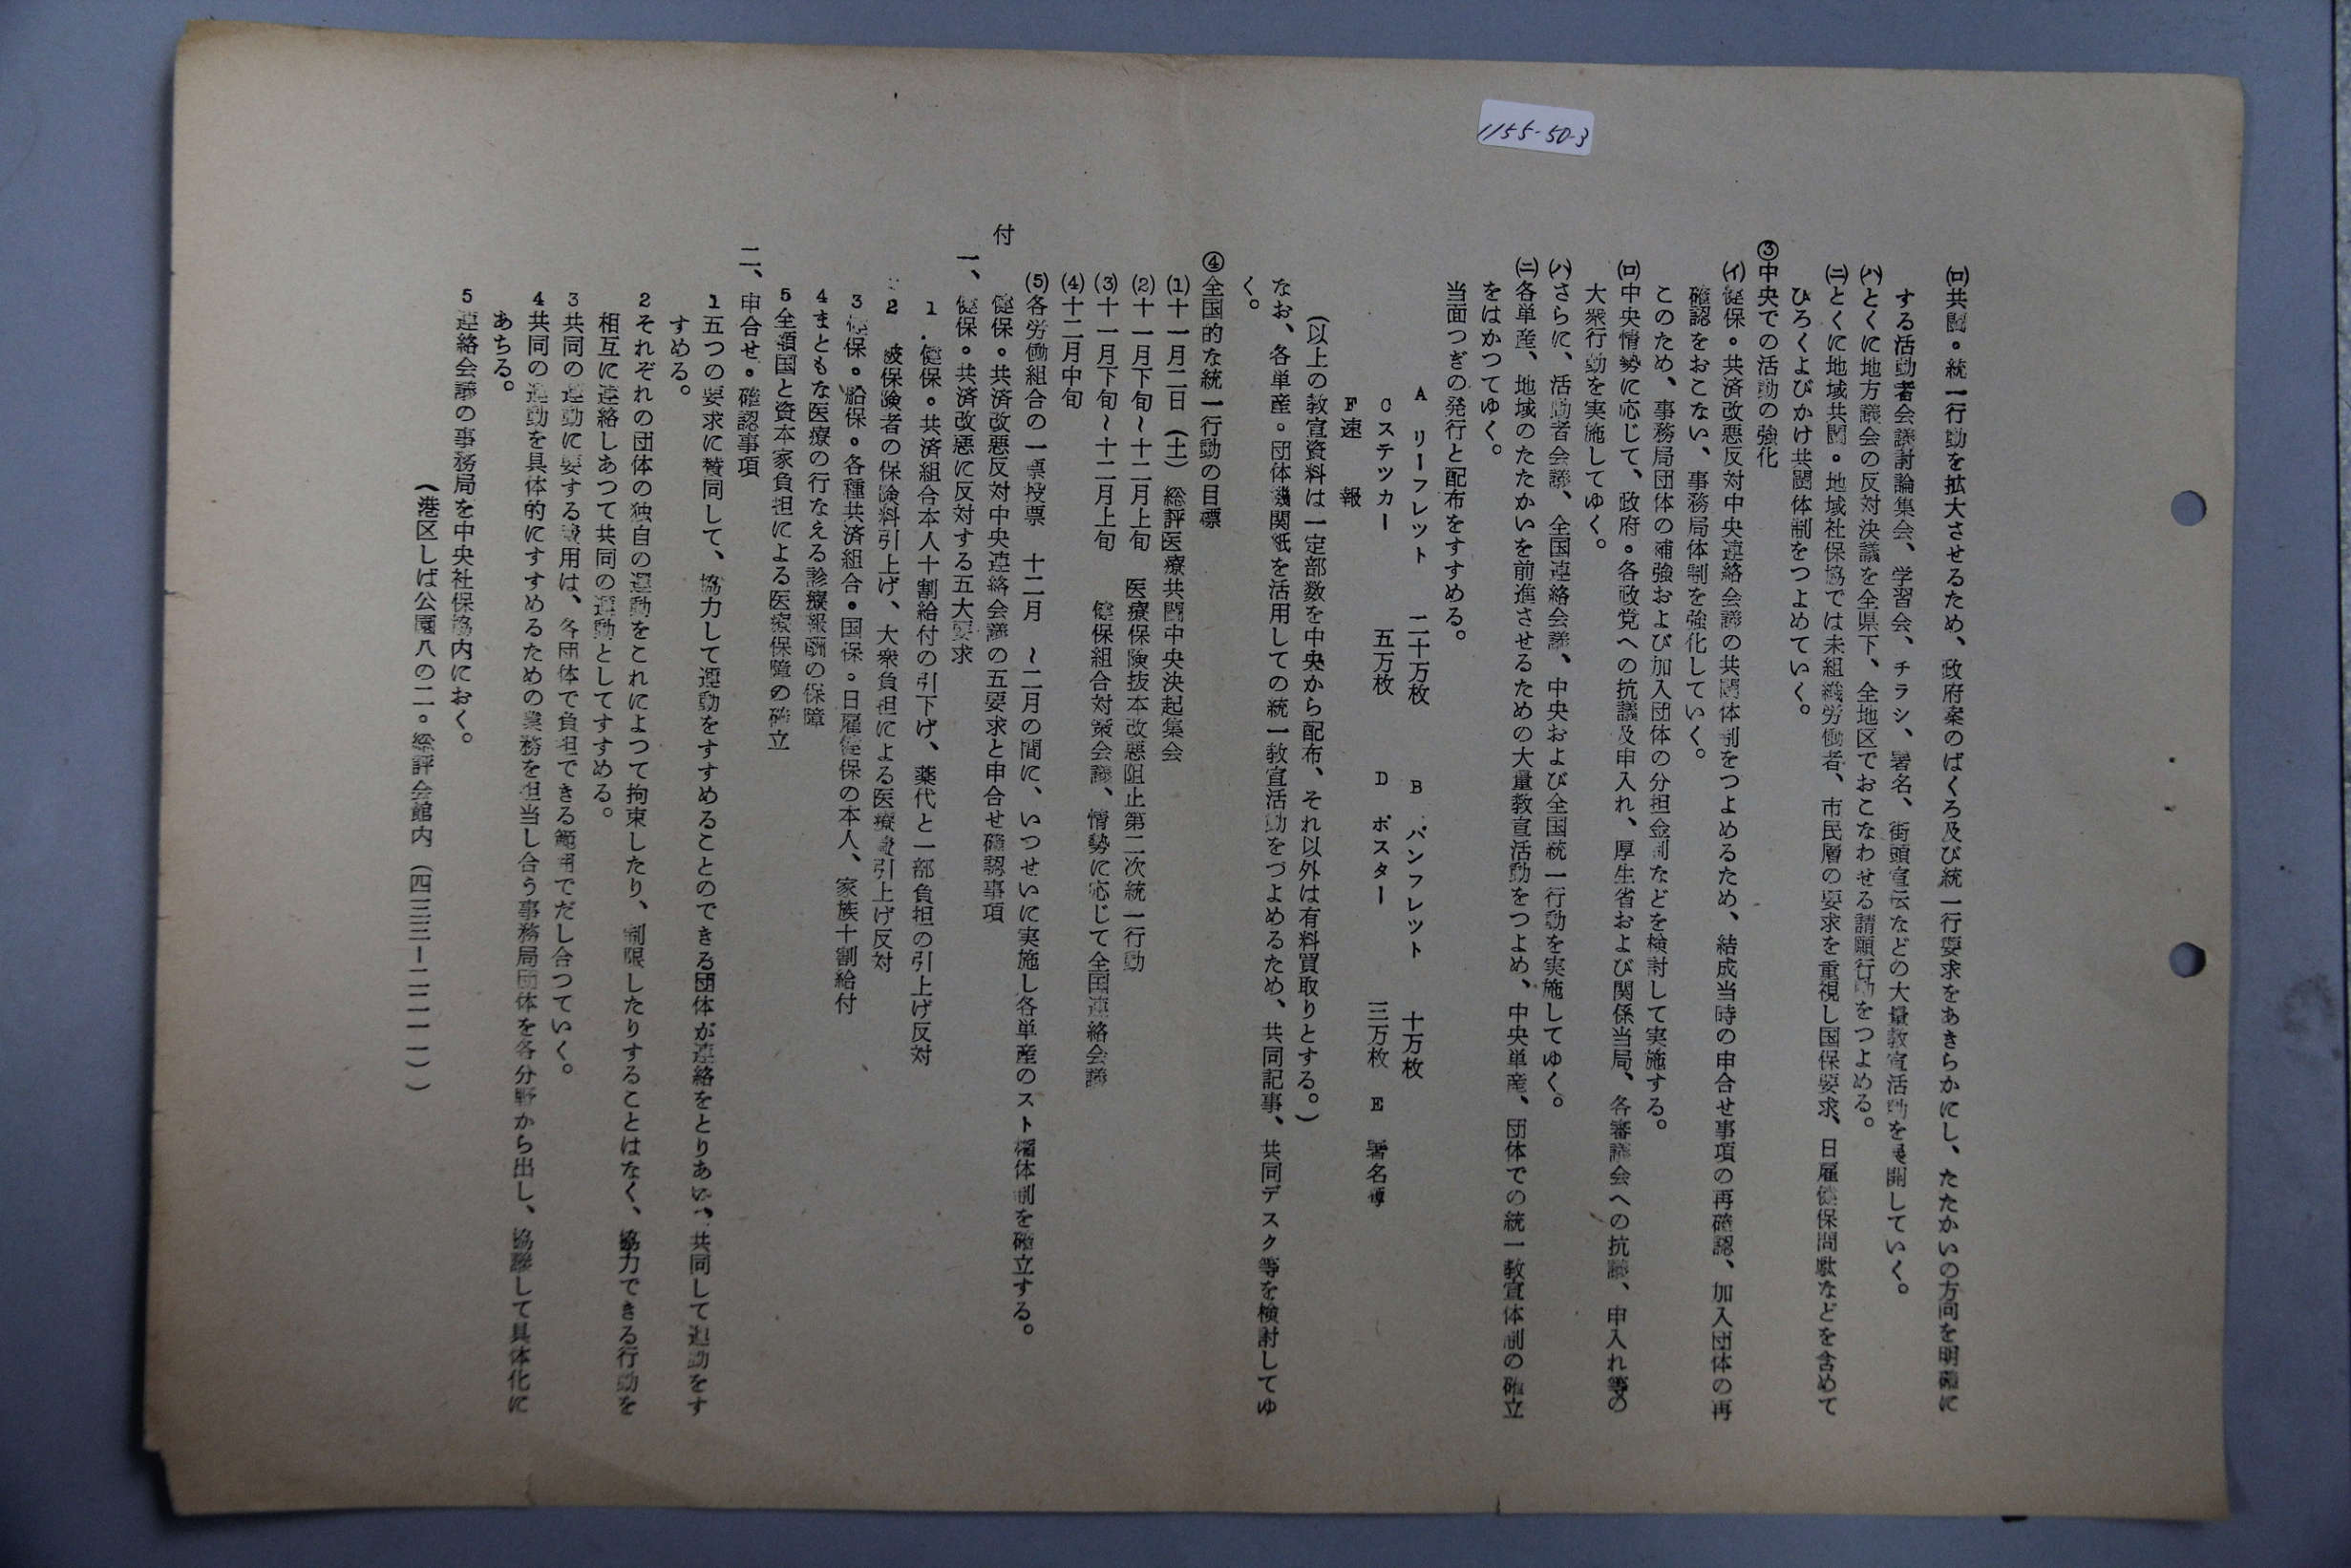 1155-50-3
(ロ)共闘・統一行動を拡大させるため、政府案のばくろ及び統一行要求をあきらかにし、たたかいの方向を明確に
する活動者会議討論集会、学習会、チラシ、署名、街頭宣伝などの大量教宣活動を展開していく。
(ハ)とくに地方議会の反対決議を全県下、全地区でおこなわせる請願行動をつよめる。
(ニ)とくに地域共闘・地域社保協では未組織労働者、市民層の要求を重視し国保要求、日雇健保問題などを含めて
ひろくよびかけ共闘体制をつよめていく。
③中央での活動の強化
(イ)健保・共済改悪反対中央連絡会議の共闘体制をつよめるため、結成当時の申合せ事項の再確認、加入団体の再
確認をおこない、事務局体制を強化していく。
このため、事務局団体の補強および加入団体の分担金制などを検討して実施する。
(ロ)中央情勢に応じて、政府・各政党への抗議及申入れ、厚生省および関係当局、各審議会への抗議、申入れ等の
大衆行動を実施してゆく。
(ハ)さらに、活動者会議、全国連絡会議、中央および全国統一行動を実施してゆく。
(ニ)各単産、地域のたたかいを前進させるための大量教宣活動をつよめ、中央単産、団体での統一教宣体制の確立
をはかつてゆく。
当面つぎの発行と配布をすすめる。
A リーフレット 二十万枚 B パンフレット 十万枚
Cステツカー 五万枚 D ポスター 三万枚 E 署名簿
F速 報
(以上の教宣資料は一定部数を中央から配布、それ以外は有料買取りとする。)
なお、各単産・団体機関紙を活用しての統一教宣活動をづよめるため、共同記事、共同デスク等を検討してゆ
く。
④全国的な統一行動の目標
(1)十一月二日(土)総評医療共闘中央決起集会
(2)十一月下旬~十二月上旬 医療保険抜本改悪阻止第二次統一行動
(3)十一月下旬~十二月上旬 健保組合対策会議、情勢に応じて全国連絡会議
(4)十二月中旬
(5)各労働組合の一票投票 十二月 ~二月の間に、いつせいに実施し各単産のスト権体制を確立する。
付 健保・共済改悪反対中央連絡会議の五要求と申合せ確認事項
一、健保・共済改悪に反対する五大要求
1.健保・共済組合本人十割給付の引下げ、薬代と一部負担の引上げ反対
2 被保険者の保険料引上げ、大衆負担による医療費引上げ反対
3健保・船保・各種共済組合・国保・日雇健保の本人、家族十割給付
4まともな医療の行なえる診療報酬の保障
5全額国と資本家負担による医療保障の確立
二、申合せ・確認事項
1五つの要求に賛同して、協力して運動をすすめることのできる団体が連絡をとりあい、共同して運動をす
すめる。
2それぞれの団体の独自の運動をこれによつて拘束したり、制限したりすることはなく、協力できる行動を
相互に連絡しあつて共同の運動としてすすめる。
3共同の運動に要する費用は、各団体で負担できる範囲でだし合つていく。
4共同の運動を具体的にすすめるための業務を担当し合う事務局団体を各分野から出し、協議して具体化に
あちる。
5連絡会議の事務局を中央社保協内におく。
(港区しば公園八の二・総評会館内(四三三ー二二一一))